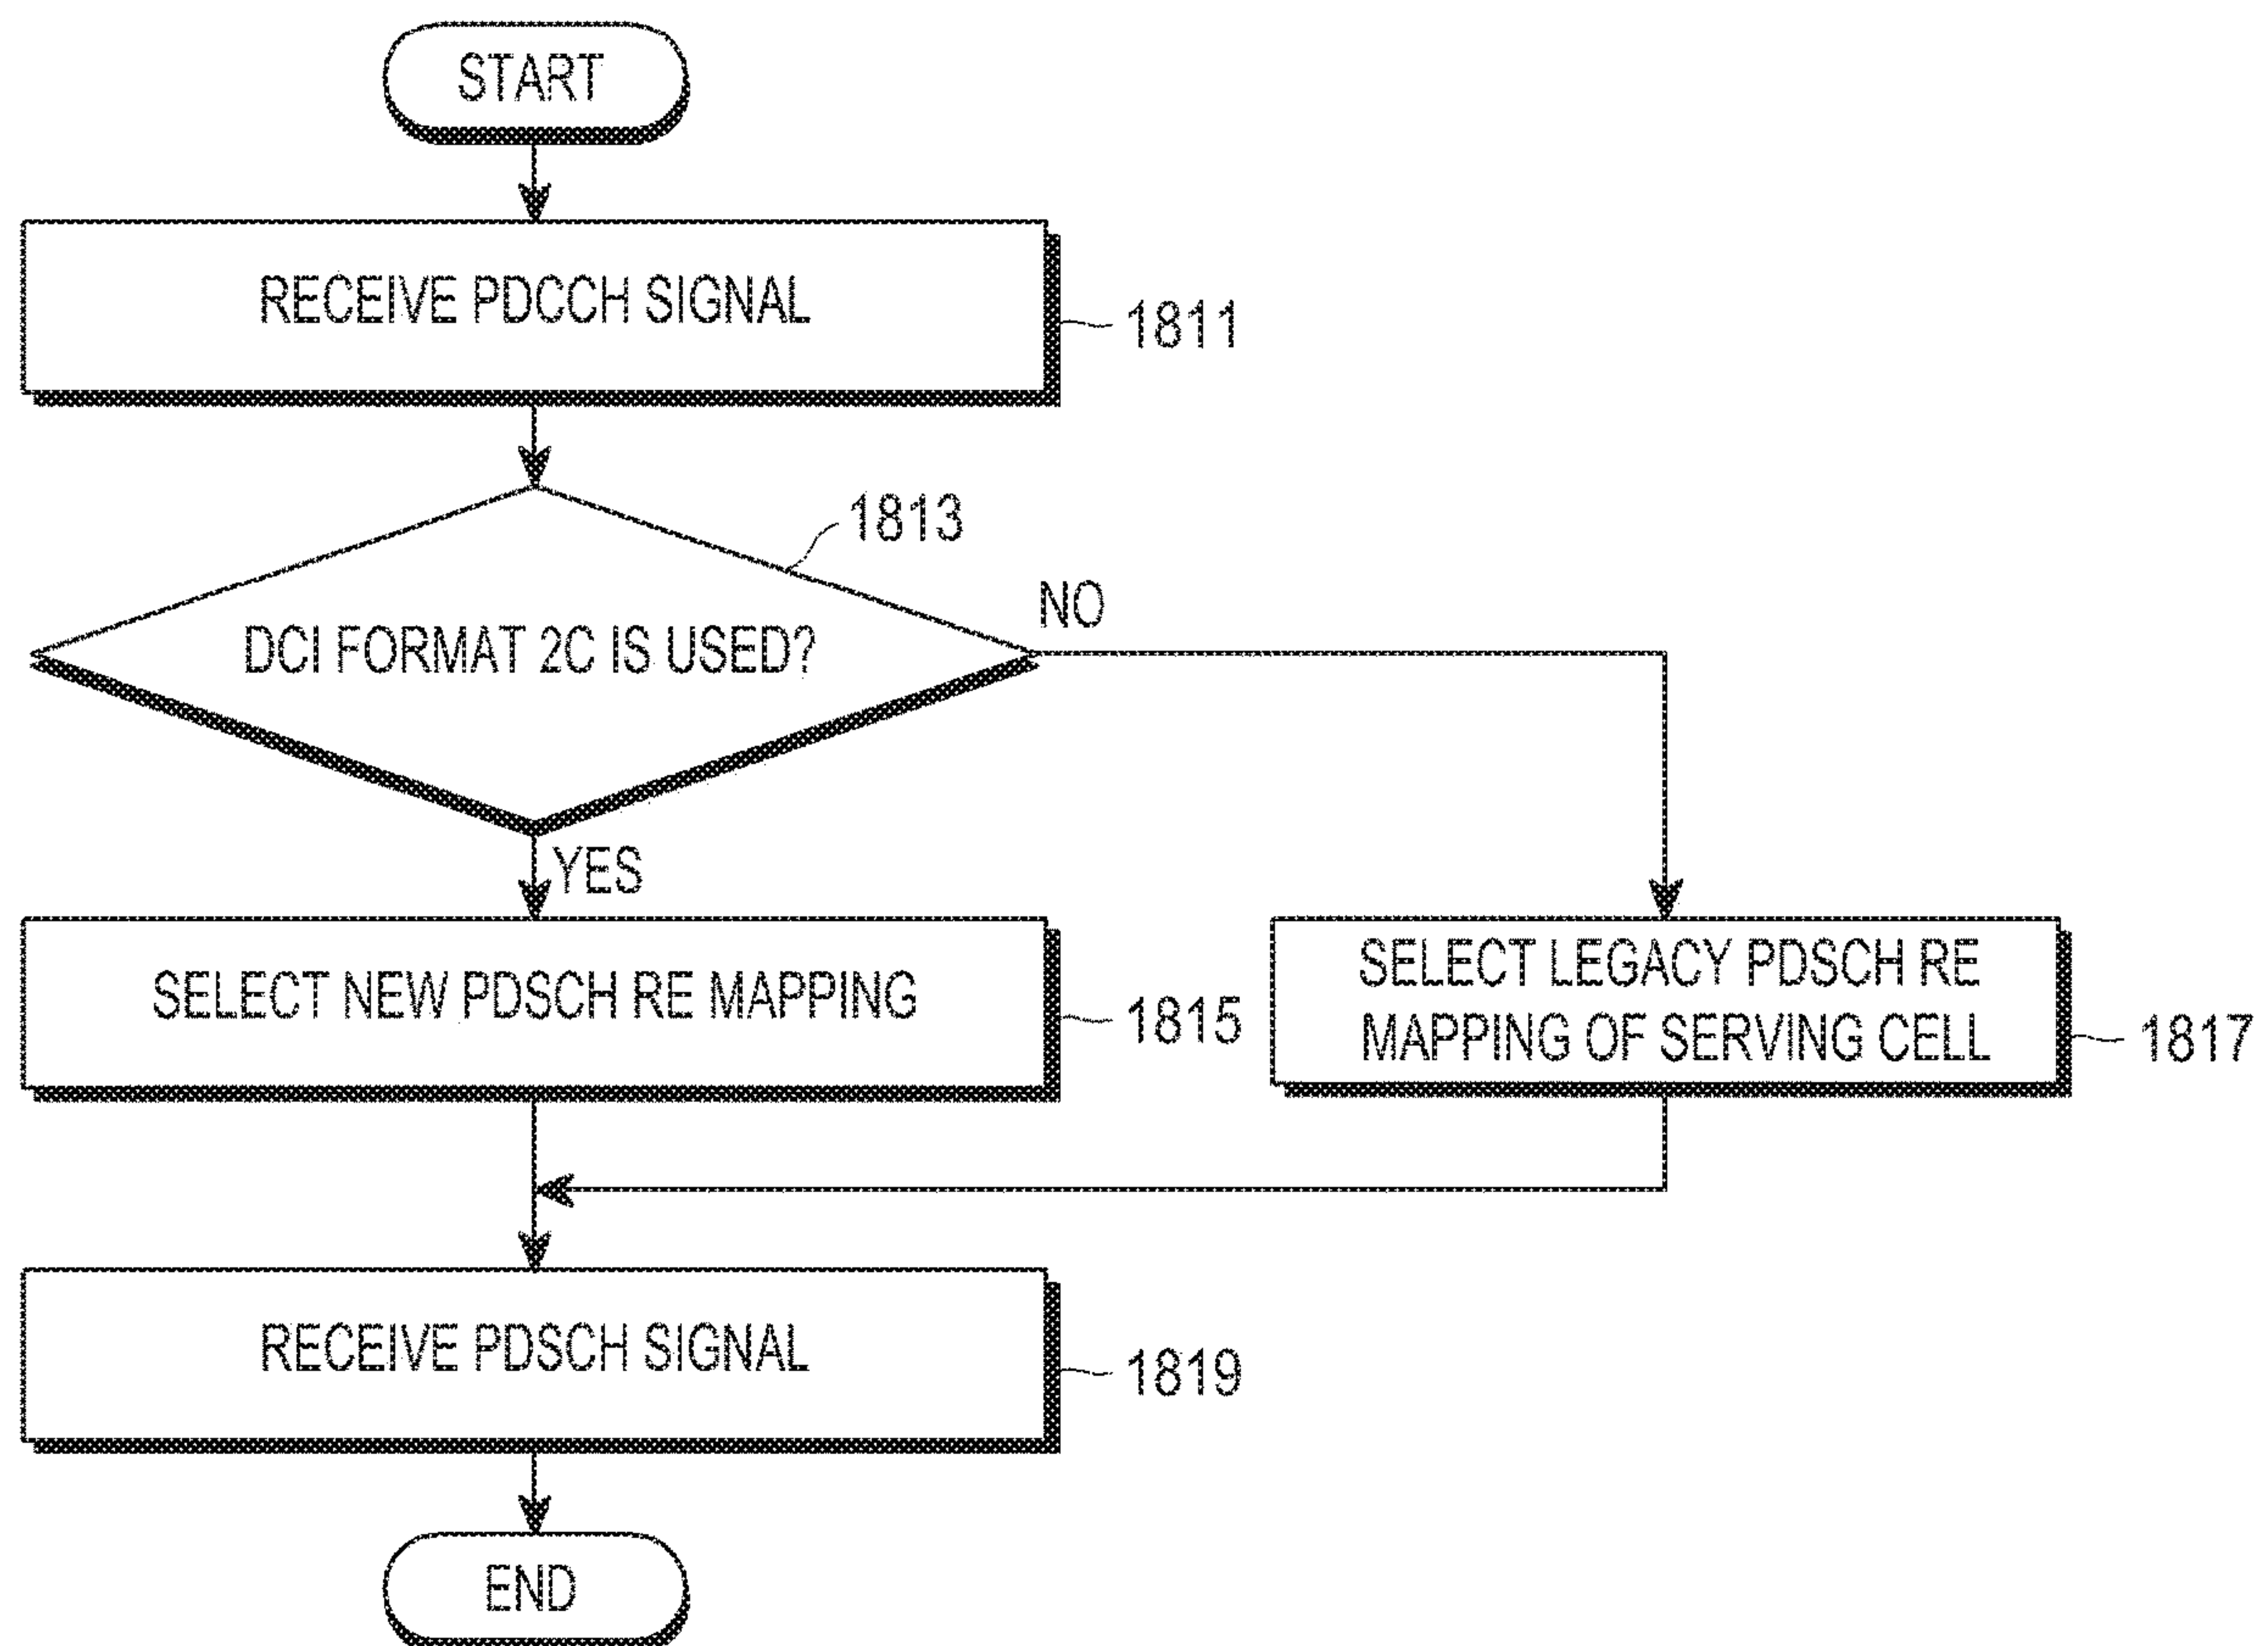 START
RECEIVE PDCCH SIGNAL
1811
1813
DCI FORMAT 2C IS USED?
NO
YES
SELECT NEW PDSCH RE MAPPING
1815
SELECT LEGACY PDSCH RE
MAPPING OF SERVING CELL
1817
RECEIVE PDSCH SIGNAL
1819
END